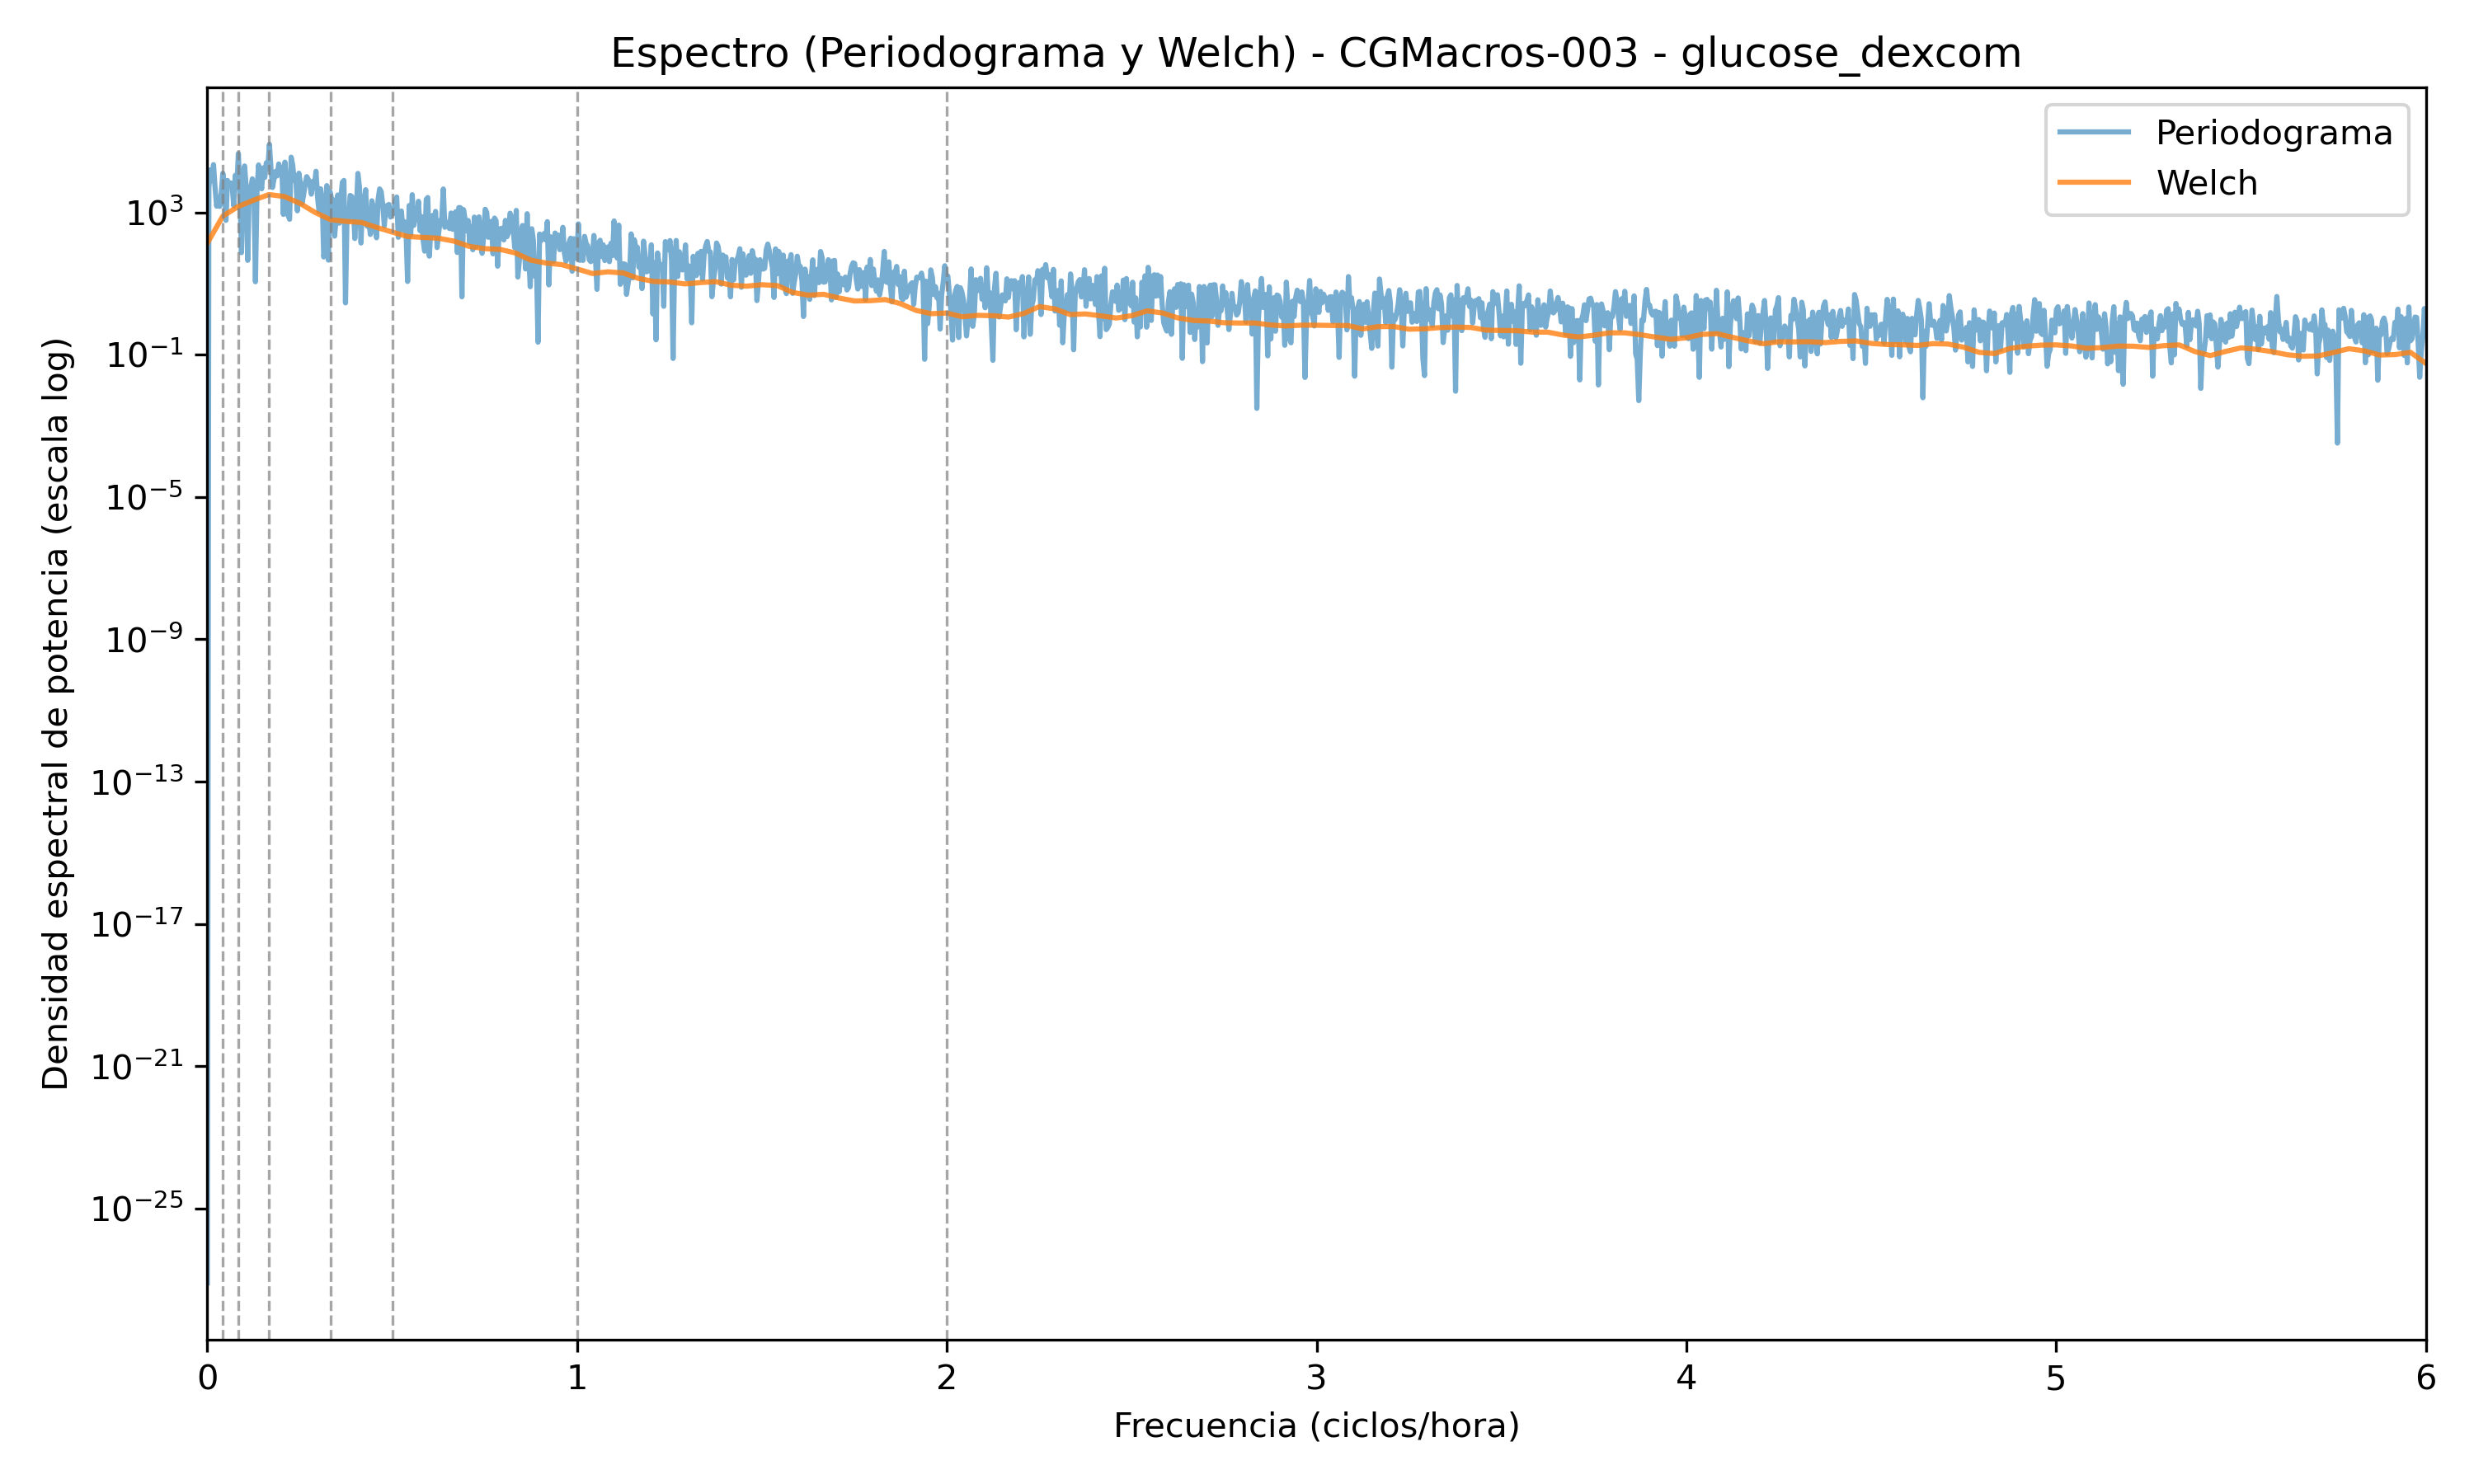 Espectro (Periodograma y Welch) - CGMacros-003 - glucose_dexcom
Periodograma
Welch
Densidad espectral de potencia (escala log)
10³
10⁻¹
10⁻⁵
10⁻⁹
10⁻¹³
10⁻¹⁷
10⁻²¹
10⁻²⁵
0 1 2 3 4 5 6
Frecuencia (ciclos/hora)